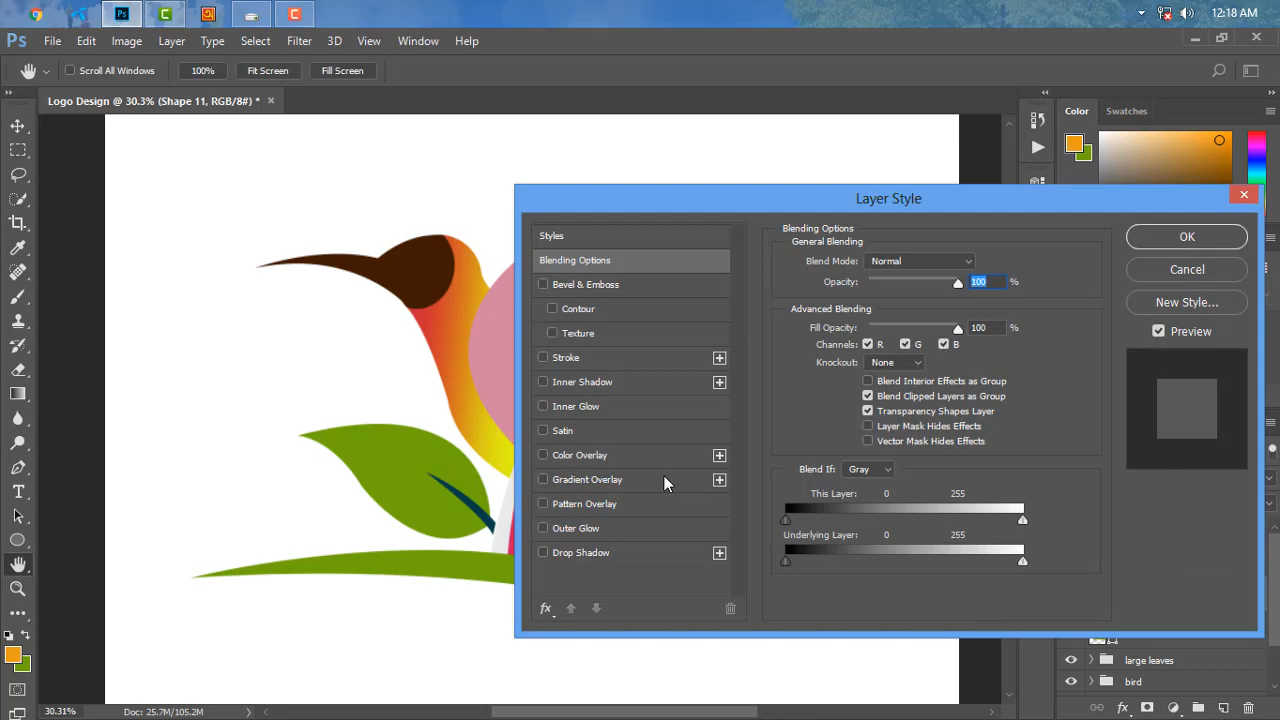 12:18 AM
Ps File Edit Image Layer Type Select Filter 3D View Window Help
Scroll All Windows 100% Fit Screen Fill Screen
Logo Design @ 30.3% (Shape 11, RGB/8#) * ×
Color Swatches
Layer Style
Styles
Blending Options
Bevel & Emboss
Contour
Texture
Stroke
Inner Shadow
Inner Glow
Satin
Color Overlay
Gradient Overlay
Pattern Overlay
Outer Glow
Drop Shadow
fx
Blending Options
General Blending
Blend Mode: Normal
Opacity: 100 %
Advanced Blending
Fill Opacity: 100 %
Channels: R G B
Knockout: None
Blend Interior Effects as Group
Blend Clipped Layers as Group
Transparency Shapes Layer
Layer Mask Hides Effects
Vector Mask Hides Effects
Blend If: Gray
This Layer: 0 255
Underlying Layer: 0 255
OK
Cancel
New Style...
Preview
large leaves
bird
fx
30.31% Doc: 25.7M/105.2M